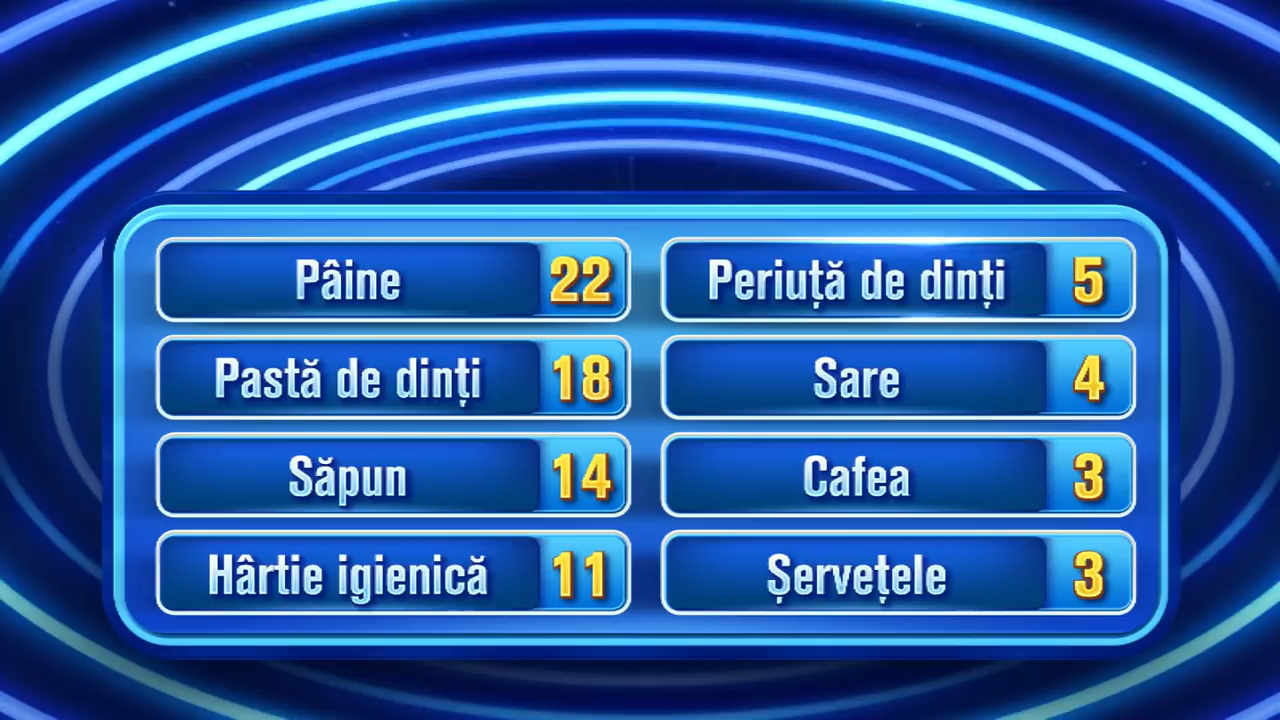 Pâine 22
Pastă de dinți 18
Săpun 14
Hârtie igienică 11
Periuță de dinți 5
Sare 4
Cafea 3
Șervețele 3